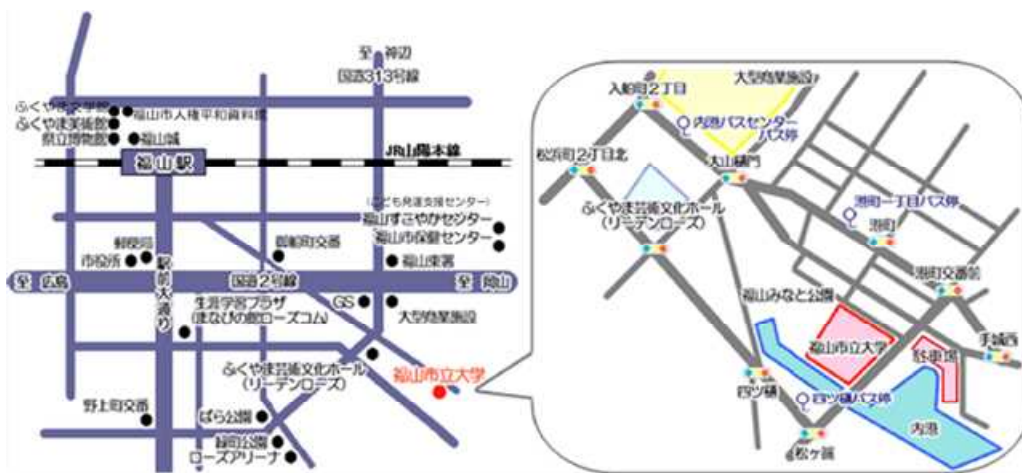 至 神辺
国道313号線
ふくやま文学館
福山市人権平和資料館
ふくやま美術館
県立博物館
福山城
JR山陽本線
福山駅
(こども発達支援センター)
福山すこやかセンター
福山市保健センター
郵便局
市役所
御船町交番
福山東署
駅前大通り
至 広島
国道2号線
至 岡山
生涯学習プラザ
(まなびの館ローズコム)
GS
大型商業施設
ふくやま芸術文化ホール
(リーデンローズ)
福山市立大学
野上町交番
ばら公園
緑町公園
ローズアリーナ
入船町2丁目
大型商業施設
内港バスセンター
バス停
松浜町2丁目北
大山樋門
ふくやま芸術文化ホール
(リーデンローズ)
港町一丁目バス停
港町
港町交番前
福山みなと公園
福山市立大学
手城西
駐車場
四ツ樋
四ツ樋バス停
内港
松ヶ端